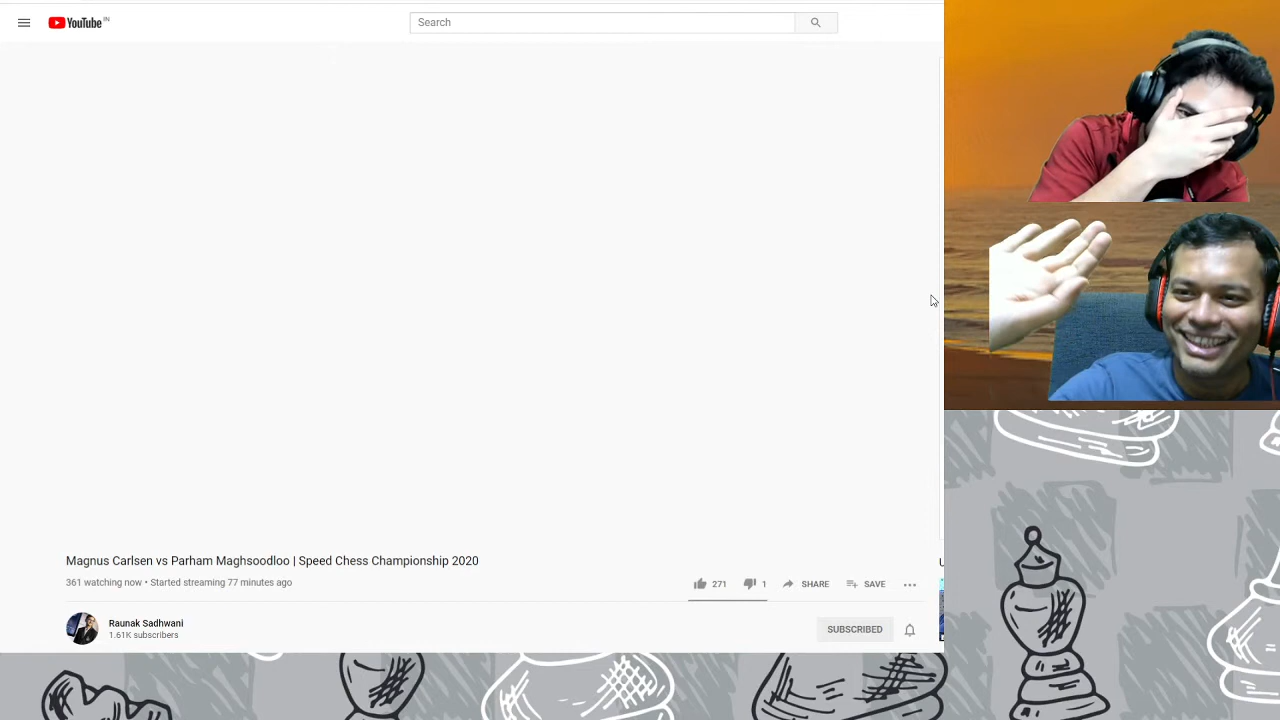 YouTube IN
Search
Magnus Carlsen vs Parham Maghsoodloo | Speed Chess Championship 2020
361 watching now • Started streaming 77 minutes ago
271 1 SHARE SAVE
Raunak Sadhwani
1.61K subscribers
SUBSCRIBED